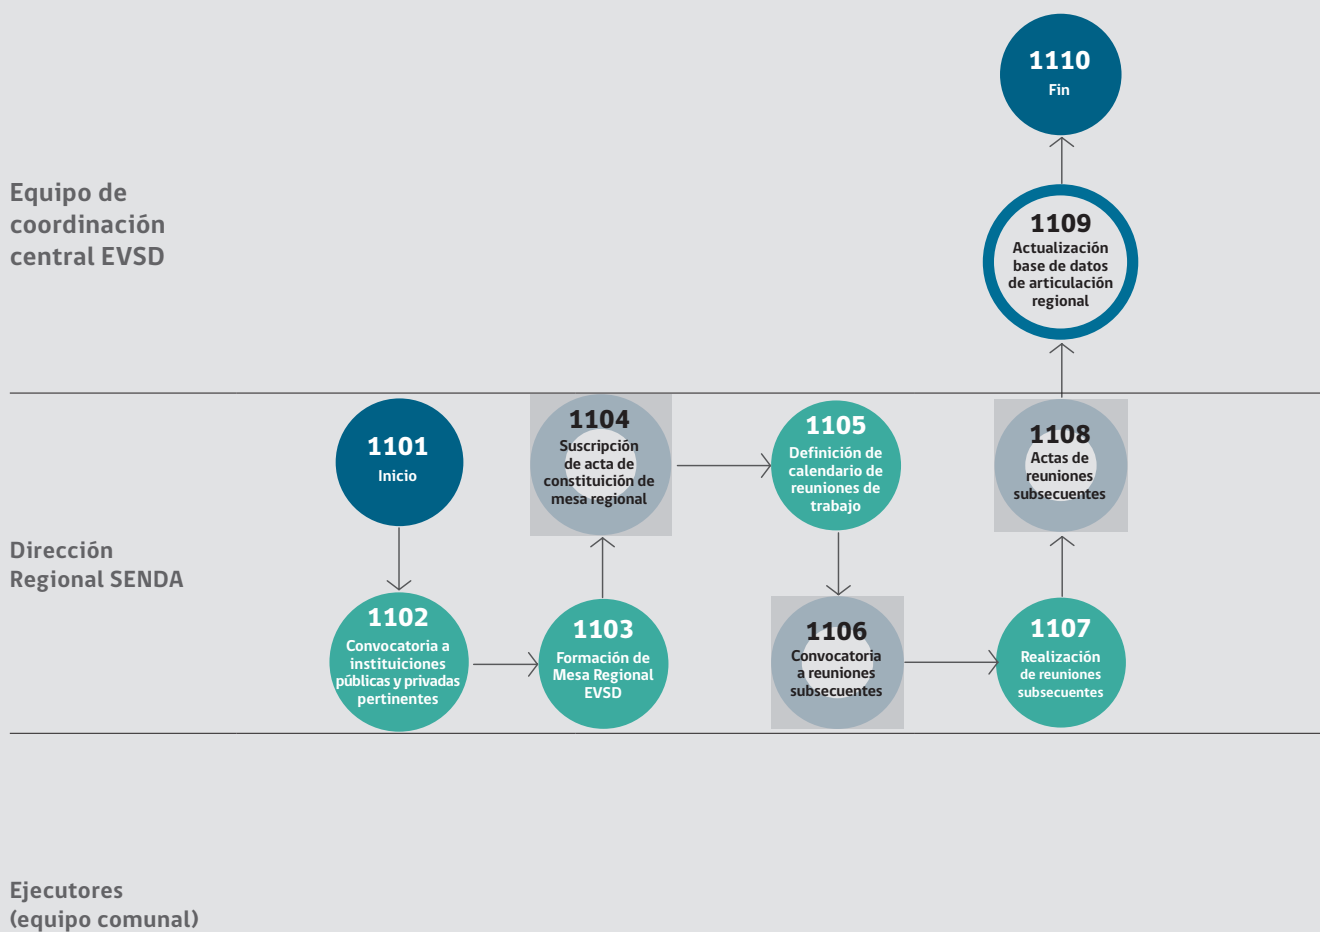 1110
Fin
Equipo de
coordinación
central EVSD
1109
Actualización
base de datos
de articulación
regional
1101
Inicio
1104
Suscripción
de acta de
constitución de
mesa regional
1105
Definición de
calendario de
reuniones de
trabajo
1108
Actas de
reuniones
subsecuentes
Dirección
Regional SENDA
1102
Convocatoria a
instituiciones
públicas y privadas
pertinentes
1103
Formación de
Mesa Regional
EVSD
1106
Convocatoria
a reuniones
subsecuentes
1107
Realización
de reuniones
subsecuentes
Ejecutores
(equipo comunal)